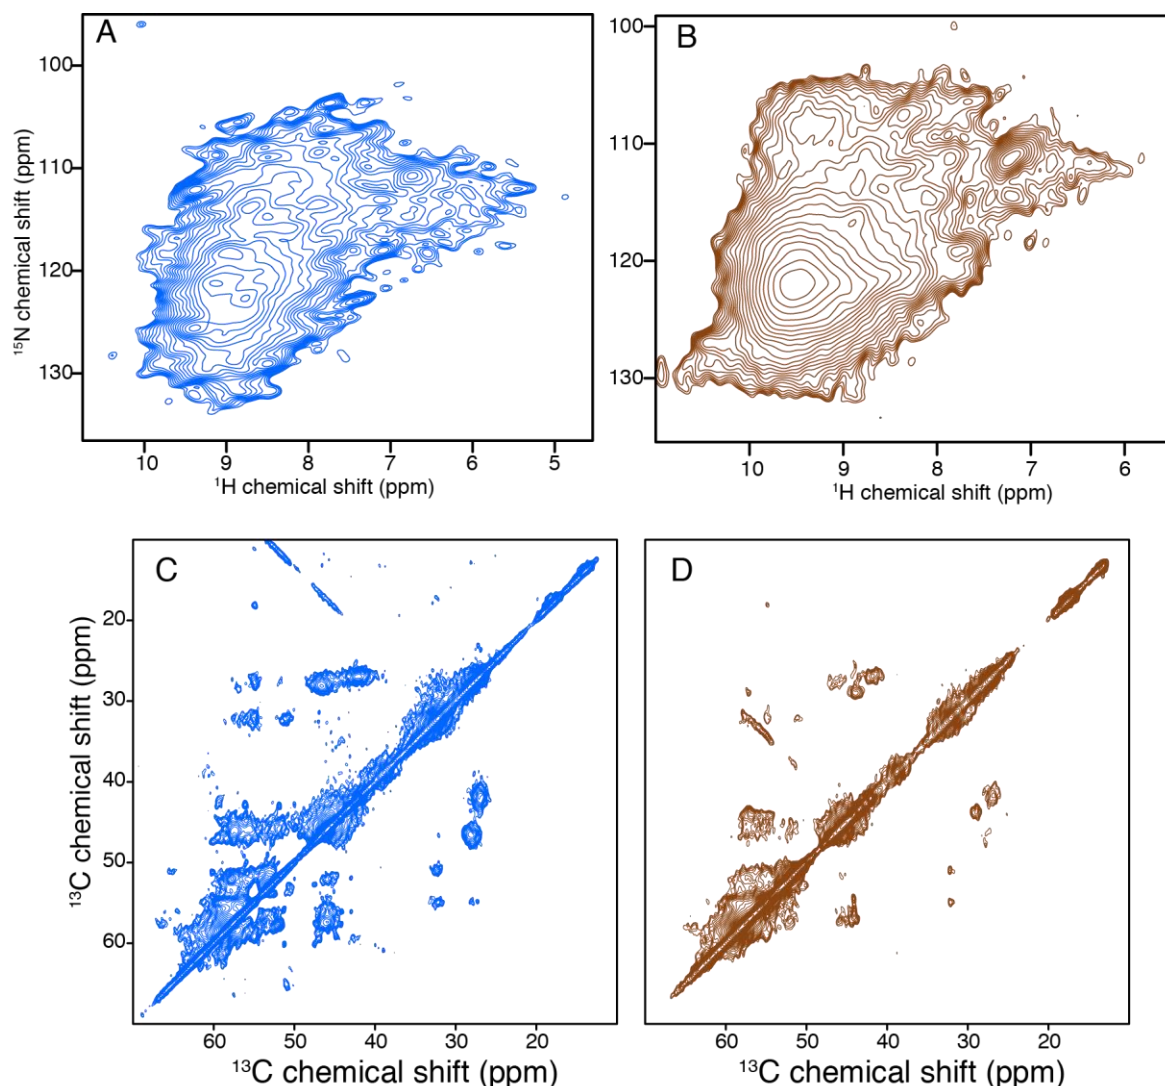 A
100
110
120
130
¹⁵N chemical shift (ppm)
10 9 8 7 6 5
¹H chemical shift (ppm)
B
100
110
120
130
10 9 8 7 6
¹H chemical shift (ppm)
C
20
30
40
50
60
¹³C chemical shift (ppm)
60 50 40 30 20
¹³C chemical shift (ppm)
D
60 50 40 30 20
¹³C chemical shift (ppm)